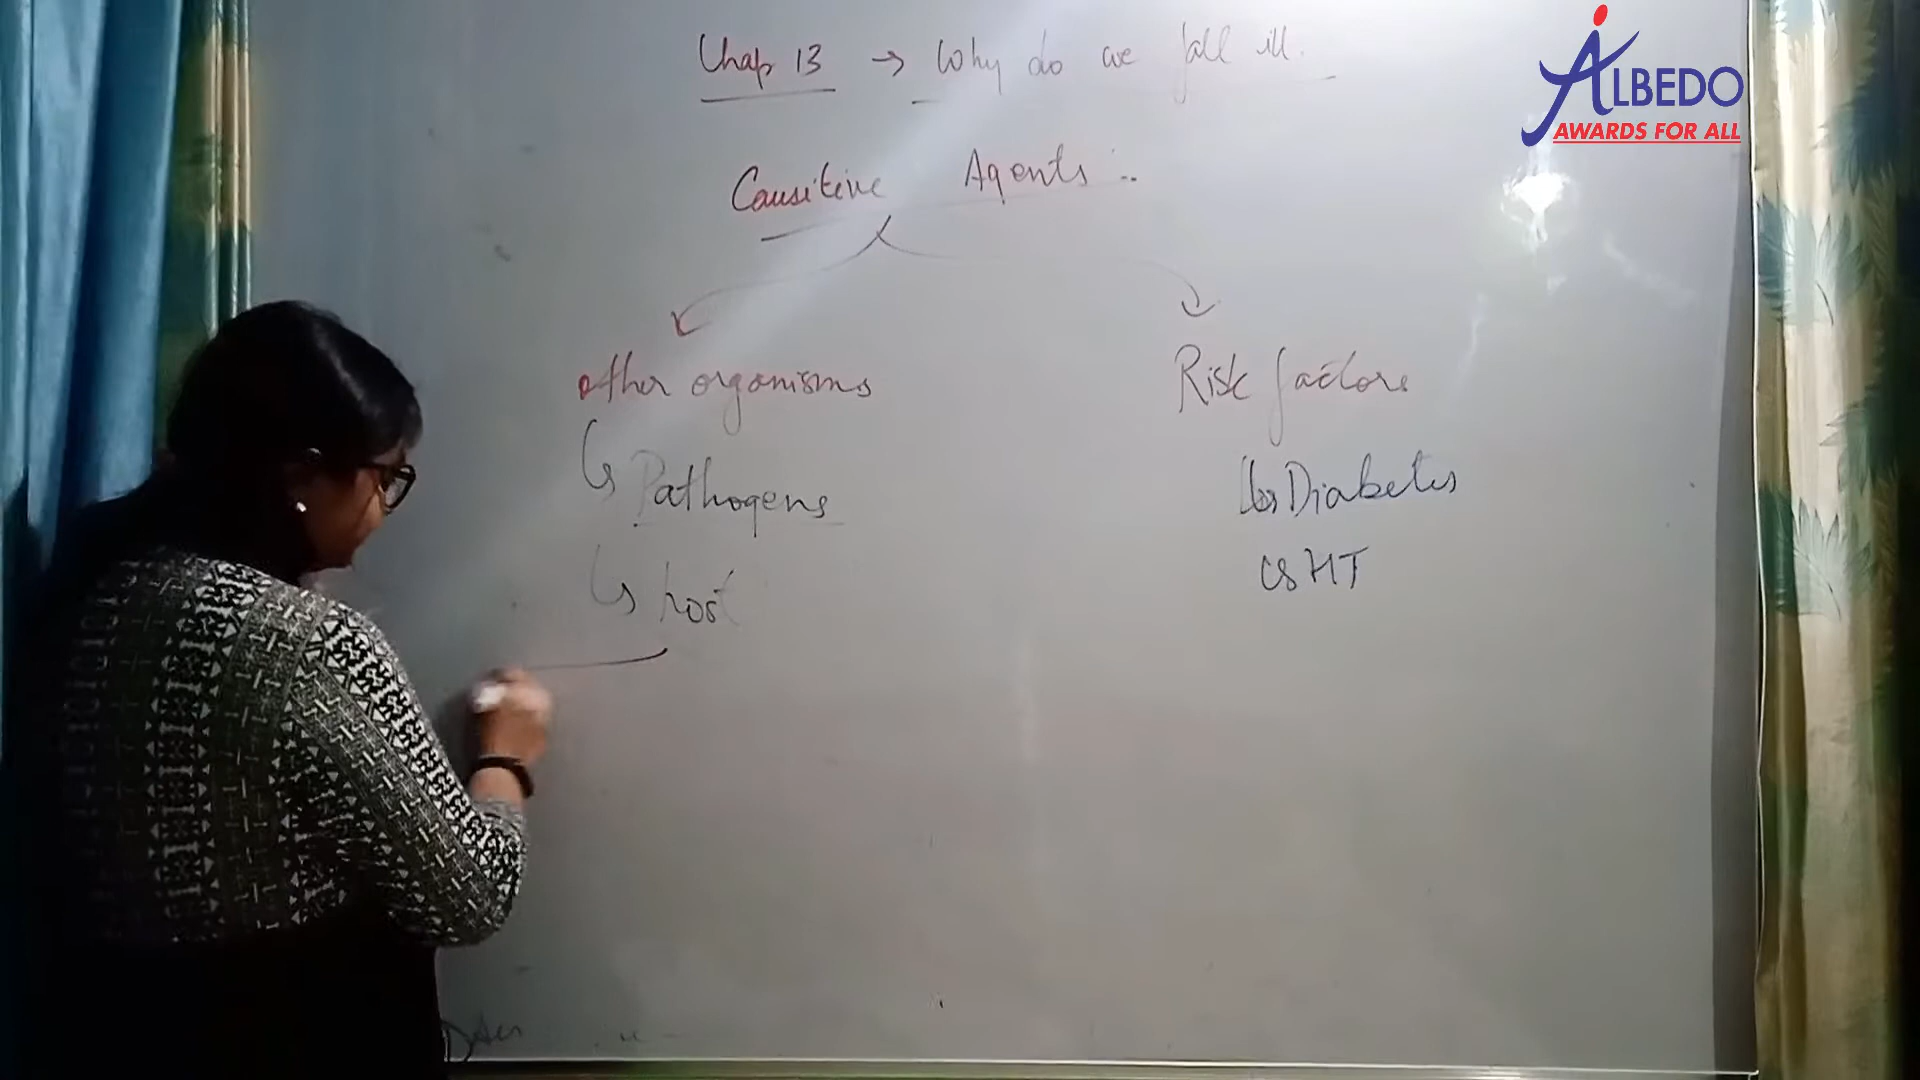 Chap 13 → Why do we fall ill.
ALBEDO
AWARDS FOR ALL
Causitive Agents :-
other organisms
Risk factors
↳ Pathogens
↳ Diabetes
↳ host
↳ HT